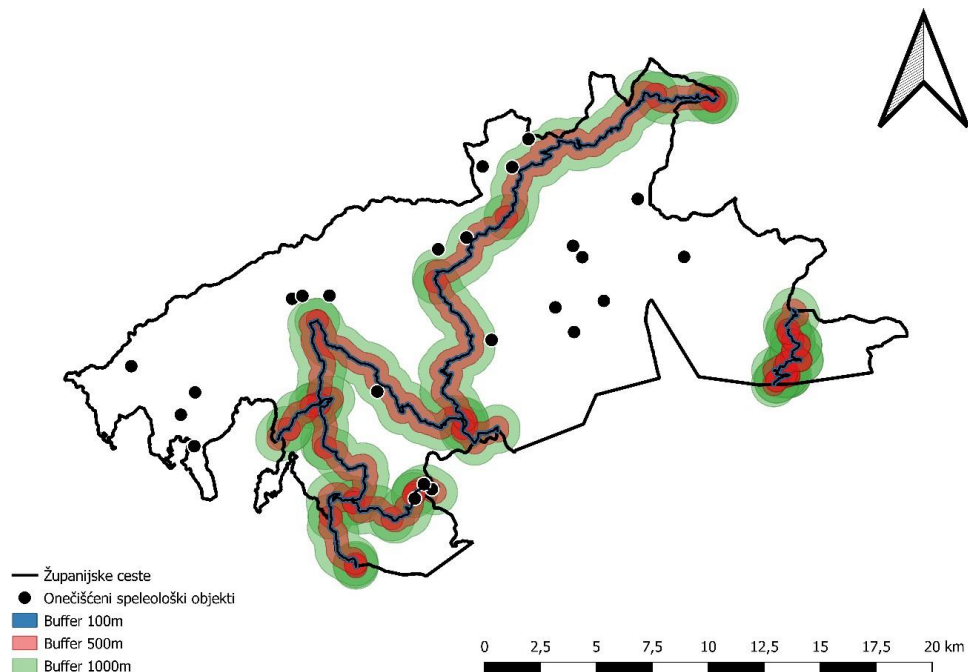 Županijske ceste
Onečišćeni speleološki objekti
Buffer 100m
Buffer 500m
Buffer 1000m
0 2,5 5 7,5 10 12,5 15 17,5 20 km